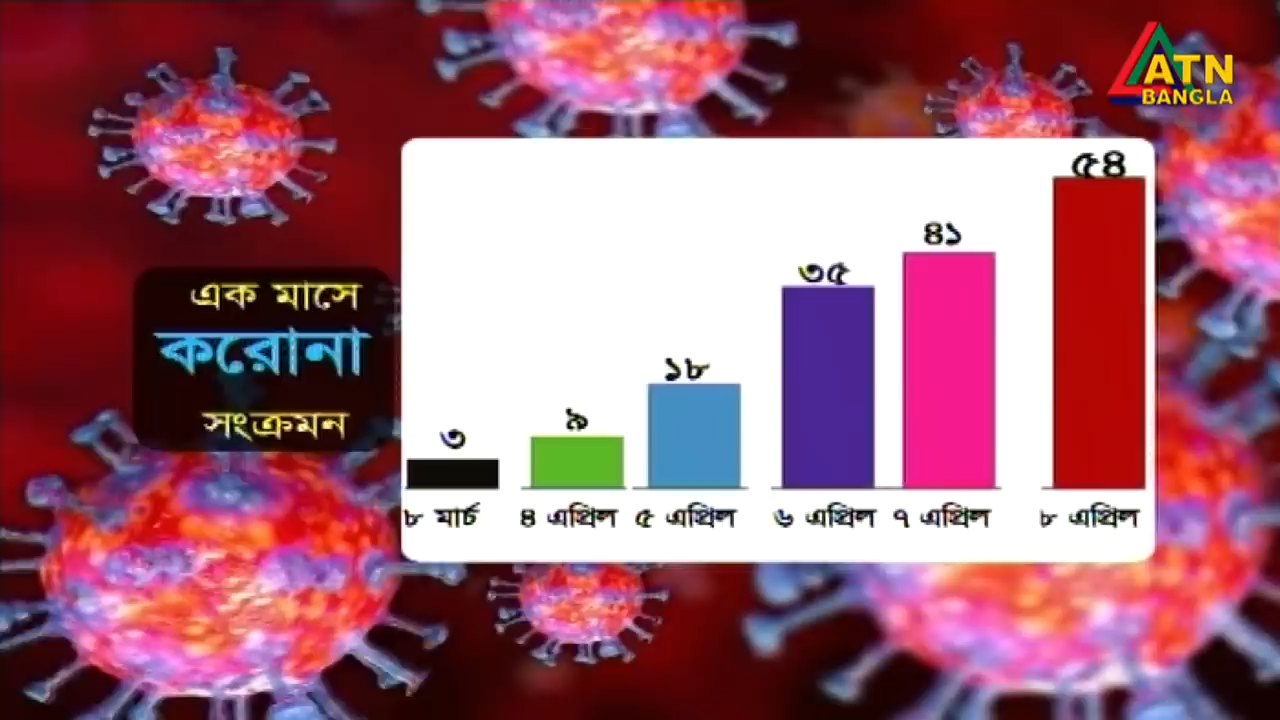 ATN
BANGLA
এক মাসে
করোনা
সংক্রমন
৩
৯
১৮
৩৫
৪১
৫৪
৮ মার্চ
৪ এপ্রিল
৫ এপ্রিল
৬ এপ্রিল
৭ এপ্রিল
৮ এপ্রিল